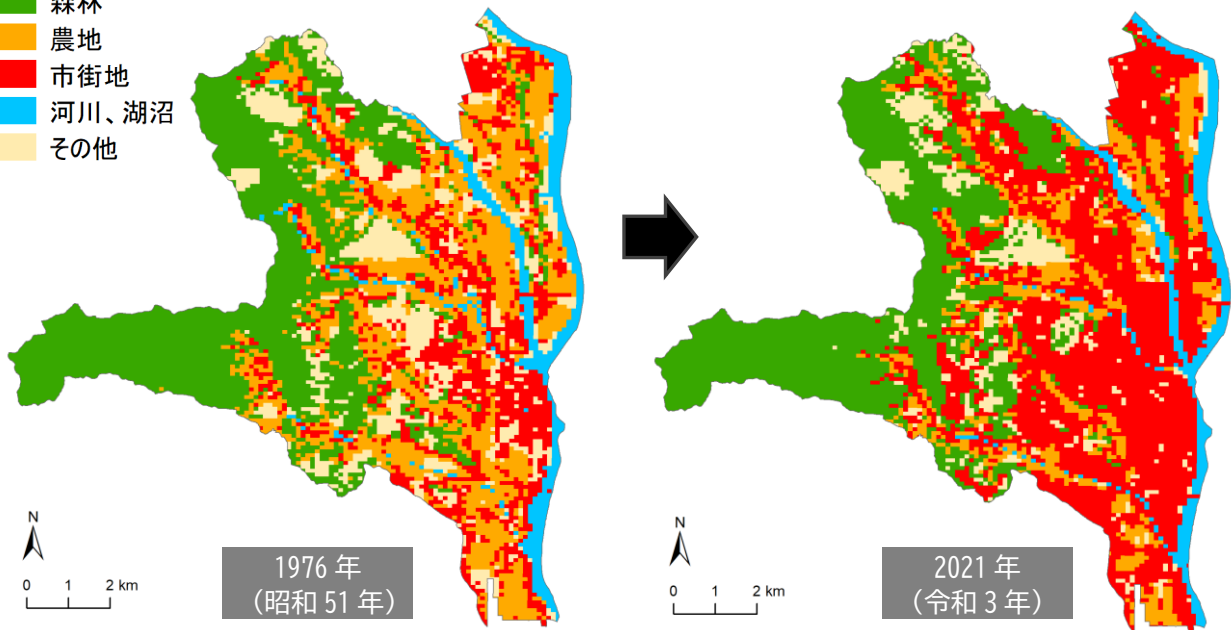 森林
農地
市街地
河川、湖沼
その他
N
0 1 2 km
1976 年
（昭和 51 年）
N
0 1 2 km
2021 年
（令和 3 年）